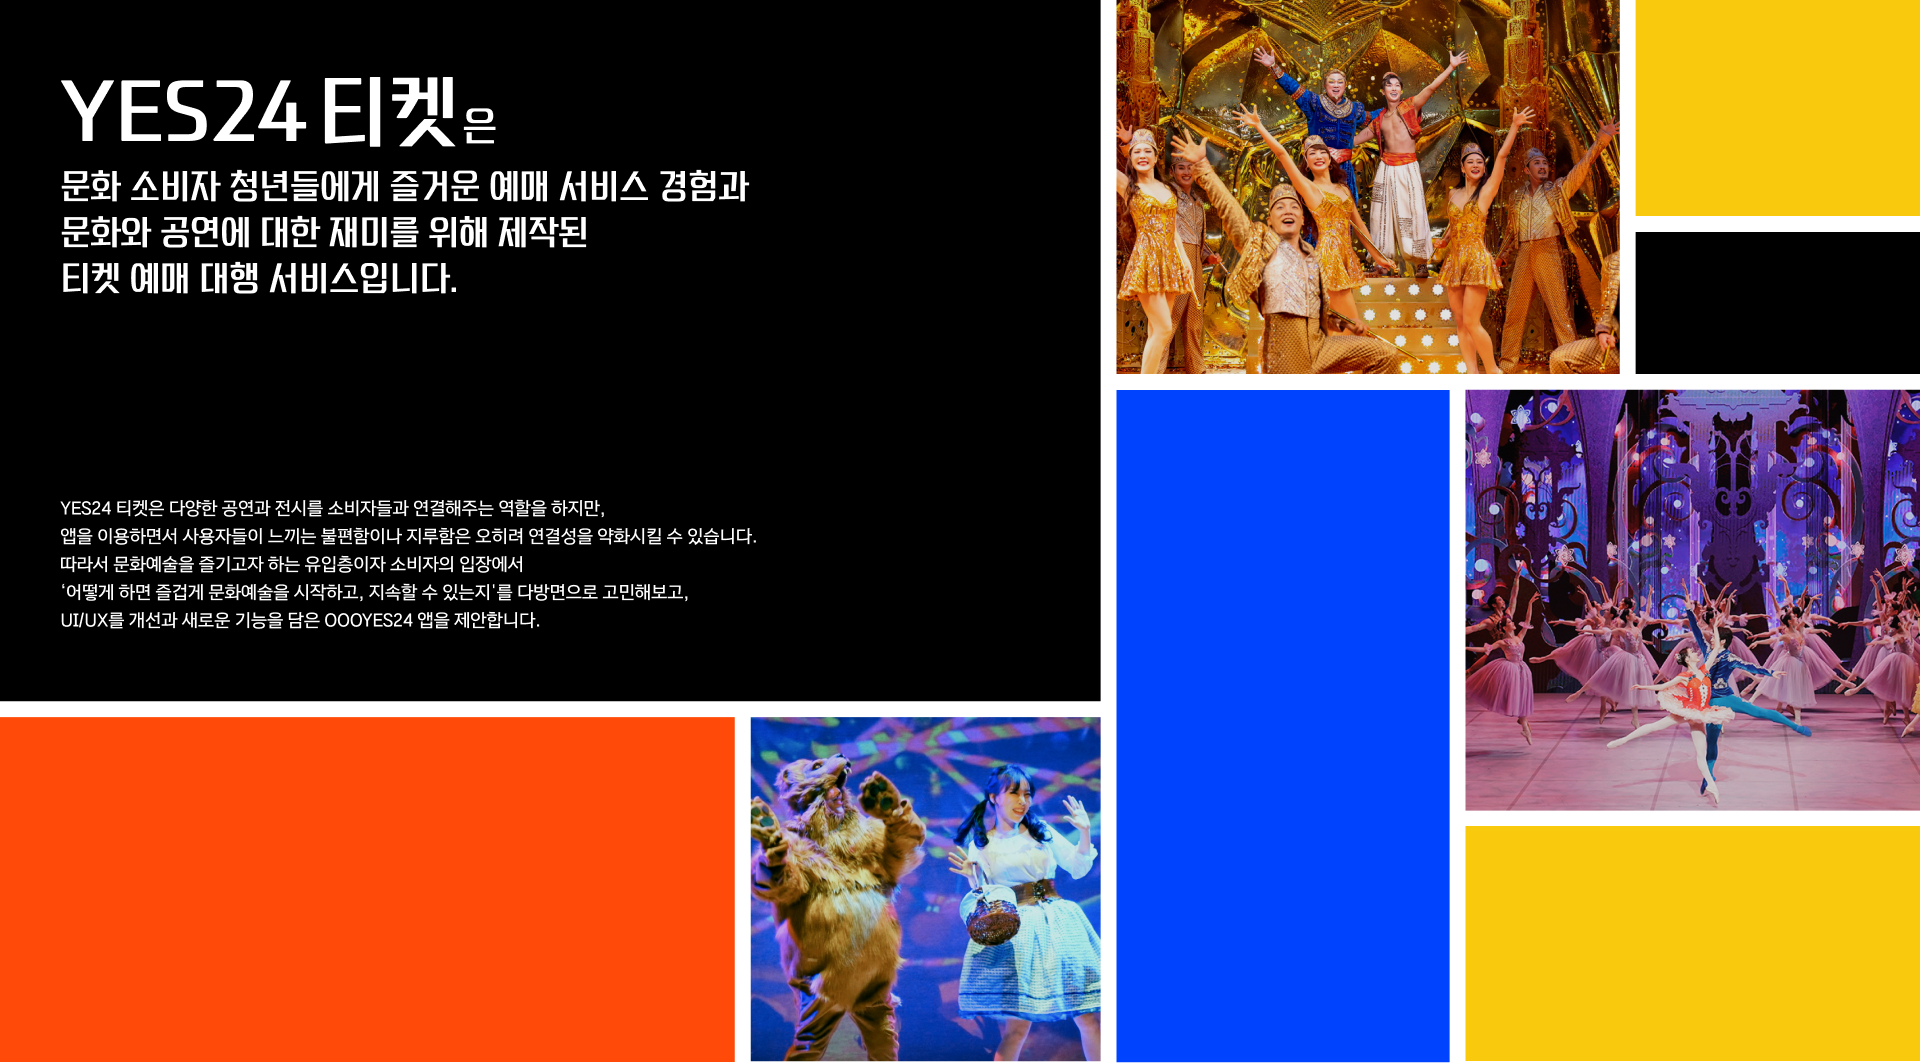 YES24 티켓은
문화 소비자 청년들에게 즐거운 예매 서비스 경험과
문화와 공연에 대한 재미를 위해 제작된
티켓 예매 대행 서비스입니다.
YES24 티켓은 다양한 공연과 전시를 소비자들과 연결해주는 역할을 하지만,
앱을 이용하면서 사용자들이 느끼는 불편함이나 지루함은 오히려 연결성을 약화시킬 수 있습니다.
따라서 문화예술을 즐기고자 하는 유입층이자 소비자의 입장에서
‘어떻게 하면 즐겁게 문화예술을 시작하고, 지속할 수 있는지'를 다방면으로 고민해보고,
UI/UX를 개선과 새로운 기능을 담은 OOOYES24 앱을 제안합니다.